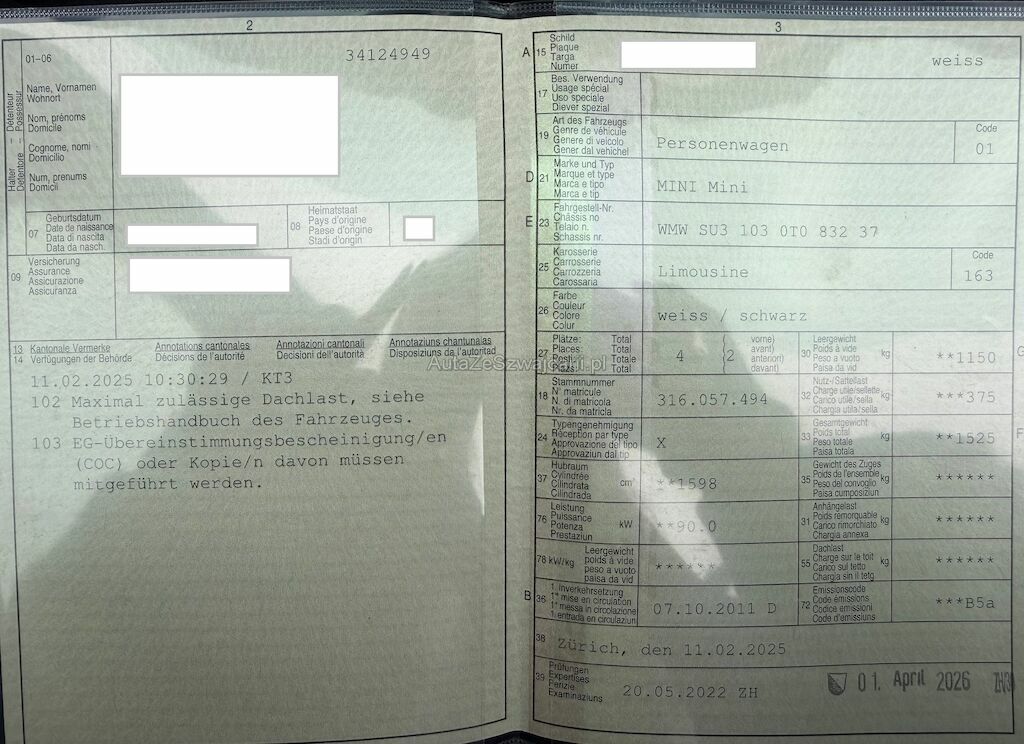 2
01-06
34124949
Halter – Détenteur
Detentore – Possessur
Name, Vornamen
Wohnort
Nom, prénoms
Domicile
Cognome, nomi
Domicilio
Num, prenums
Domicil
07
Geburtsdatum
Date de naissance
Data di nascita
Data da nasch.
08
Heimatstaat
Pays d'origine
Paese d'origine
Stadi d'origin
09
Versicherung
Assurance
Assicurazione
Assicuranza
13 Kantonale Vermerke Annotations cantonales Annotazioni cantonali Annotaziuns chantunalas
14 Verfügungen der Behörde Décisions de l'autorité Decisioni dell'autorità Disposiziuns da l'autoritad
11.02.2025 10:30:29 / KT3
102 Maximal zulässige Dachlast, siehe
Betriebshandbuch des Fahrzeuges.
103 EG-Übereinstimmungsbescheinigung/en
(COC) oder Kopie/n davon müssen
mitgeführt werden.
AutaZeSzwajcarii.pl
3
A 15
Schild
Plaque
Targa
Numer
weiss
17
Bes. Verwendung
Usage spécial
Uso speciale
Diever spezial
19
Art des Fahrzeugs
Genre de véhicule
Genere di veicolo
Gener dal vehichel
Personenwagen
Code
01
D 21
Marke und Typ
Marque et type
Marca e tipo
Marca e tip
MINI Mini
E 23
Fahrgestell-Nr.
Châssis no
Telaio n.
Schassis nr.
WMW SU3 103 0T0 832 37
25
Karosserie
Carrosserie
Carrozzeria
Carossaria
Limousine
Code
163
26
Farbe
Couleur
Colore
Colur
weiss / schwarz
27
Plätze: Total
Places: Total
Posti: Totale
Plazs: Total
4
(2
vorne)
avant)
anteriori)
davant)
30
Leergewicht
Poids à vide
Peso a vuoto
Paisa da vid
kg
**1150
G
18
Stammnummer
N° matricule
N. di matricola
Nr. da matricla
316.057.494
32
Nutz-/Sattellast
Charge utile/sellette
Carico utile/sella
Chargia utila/sella
kg
***375
24
Typengenehmigung
Réception par type
Approvazione del tipo
Approvaziun dal tip
X
33
Gesamtgewicht
Poids total
Peso totale
Paisa totala
kg
**1525
F
37
Hubraum
Cylindrée
Cilindrata
Cilindrada
cm³
**1598
35
Gewicht des Zuges
Poids de l'ensemble
Peso del convoglio
Paisa cumposiziun
kg
******
76
Leistung
Puissance
Potenza
Prestaziun
kW
**90.0
31
Anhängelast
Poids remorquable
Carico rimorchiato
Chargia annexa
kg
******
78 kW/kg
Leergewicht
poids à vide
peso a vuoto
paisa da vid
******
55
Dachlast
Charge sur le toit
Carico sul tetto
Chargia sin il tetg
kg
******
B 36
1. Inverkehrsetzung
1re mise en circulation
1a messa in circolazione
1. entrada en circulaziun
07.10.2011 D
72
Emissionscode
Code émissions
Codice emissioni
Code d'emissiuns
***B5a
38
Zürich, den 11.02.2025
39
Prüfungen
Expertises
Perizie
Examinaziuns
20.05.2022 ZH
01. April 2026